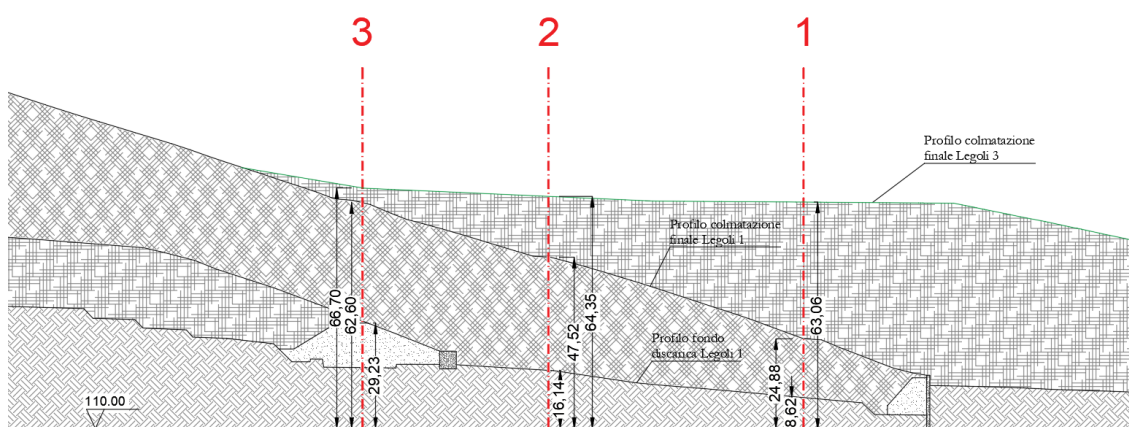 3
2
1
Profilo colmatazione
finale Legoli 3
Profilo colmatazione
finale Legoli 1
Profilo fondo
discarica Legoli 1
66,70
62,60
29,23
16,14
47,52
64,35
24,88
8,62
63,06
110.00